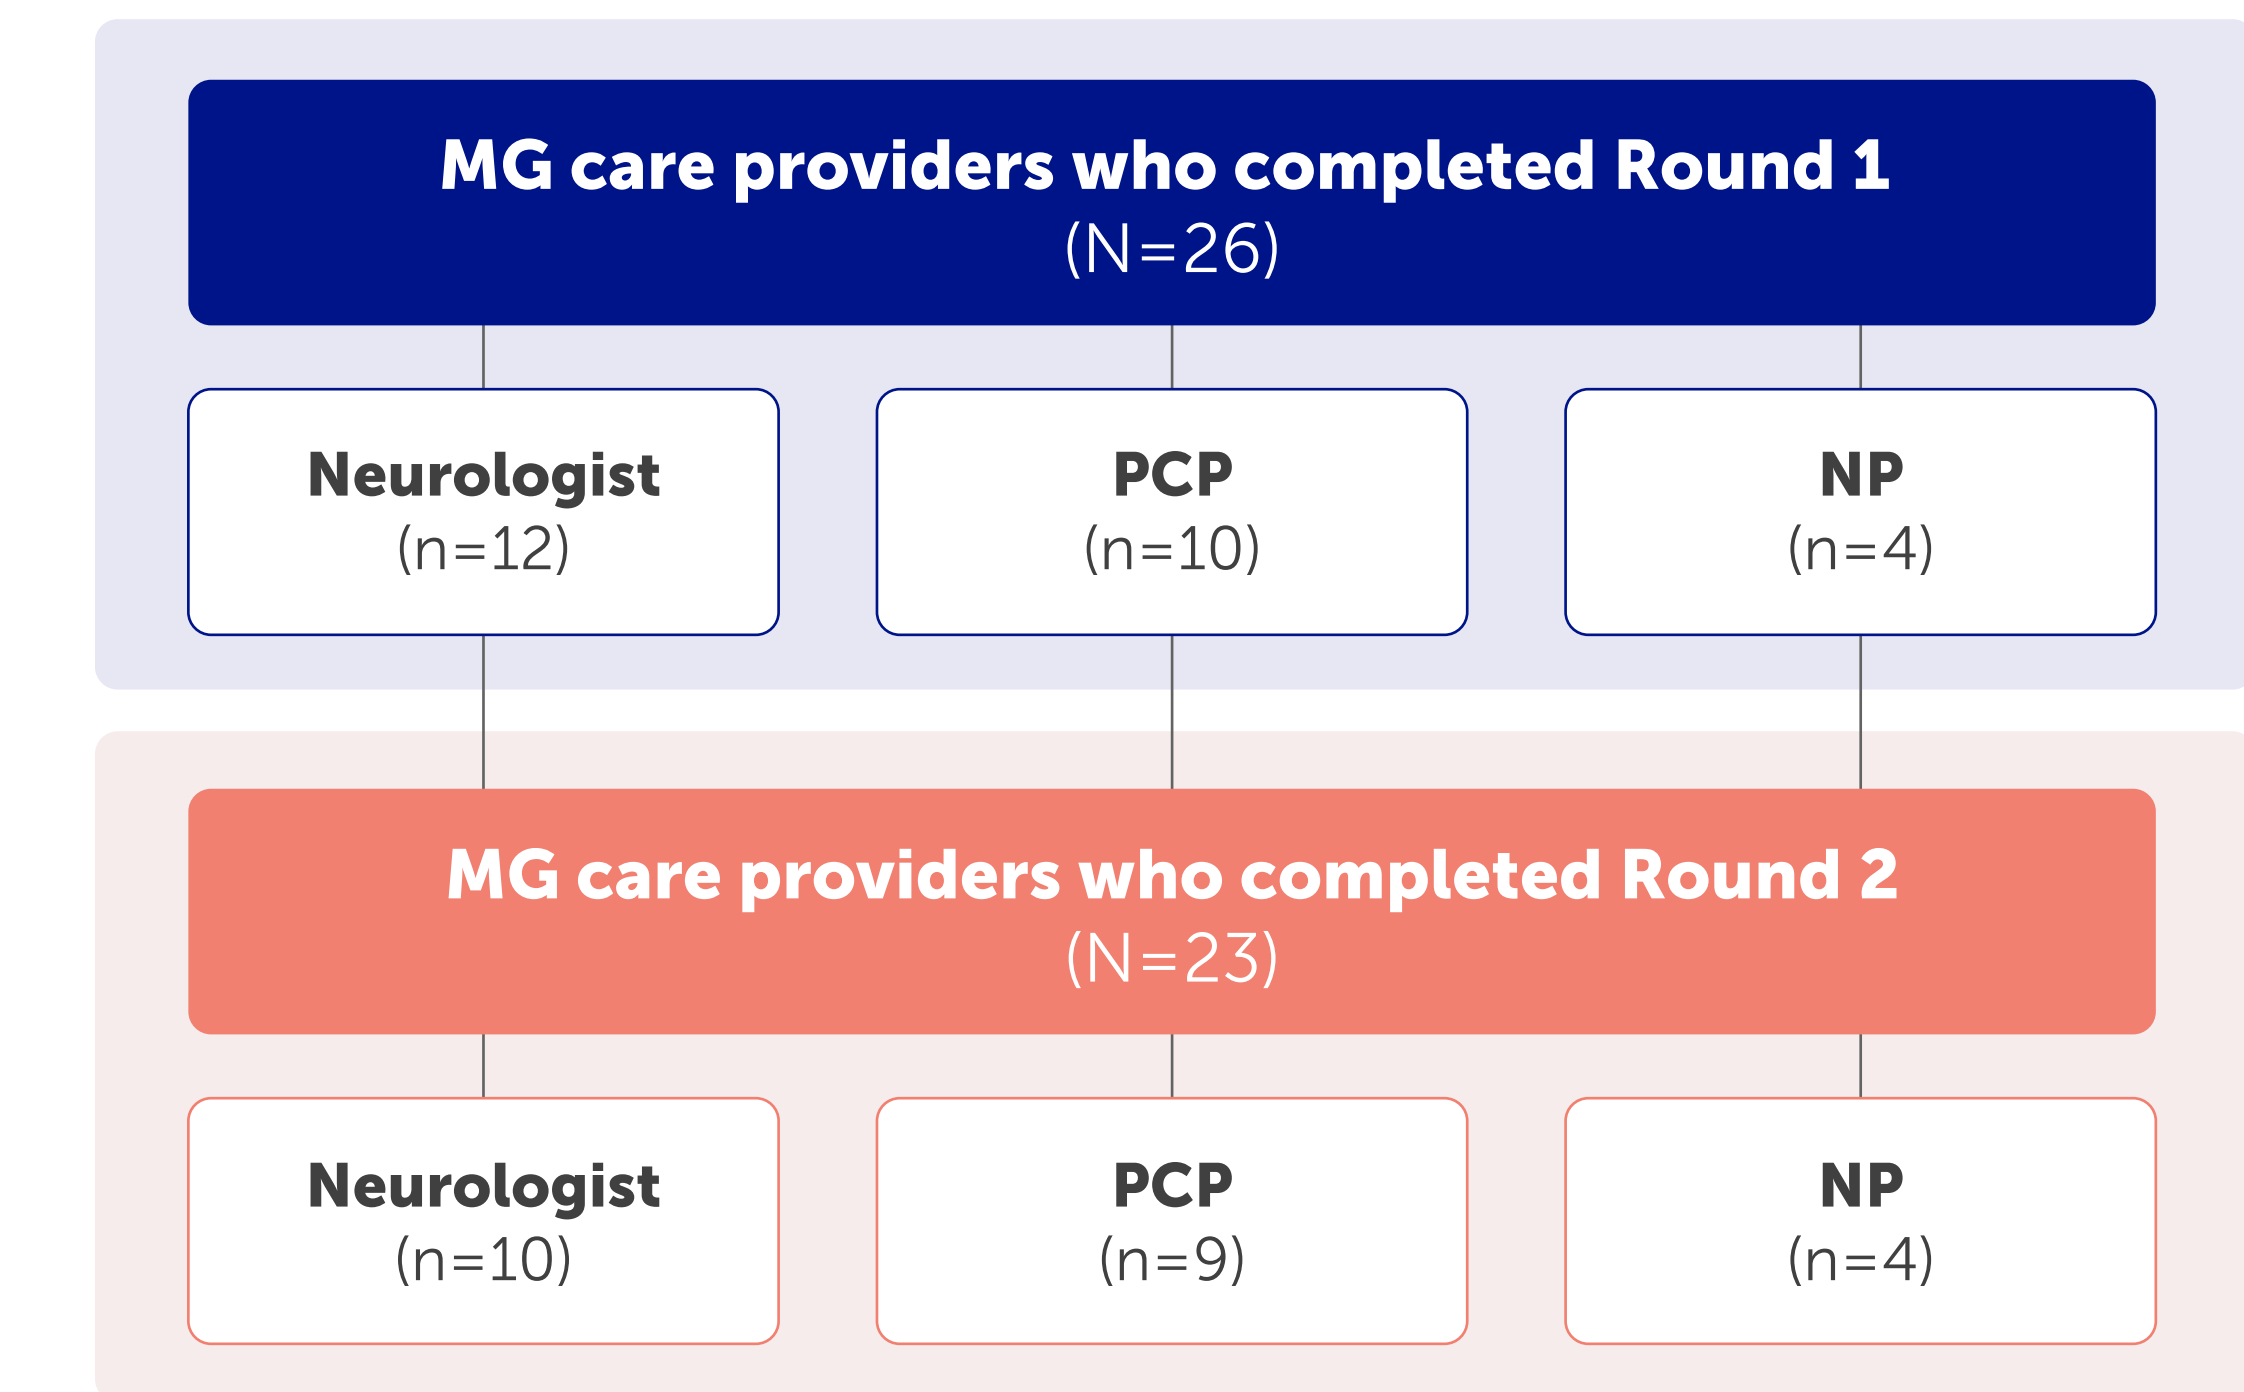 MG care providers who completed Round 1
(N=26)
Neurologist
(n=12)
PCP
(n=10)
NP
(n=4)
MG care providers who completed Round 2
(N=23)
Neurologist
(n=10)
PCP
(n=9)
NP
(n=4)